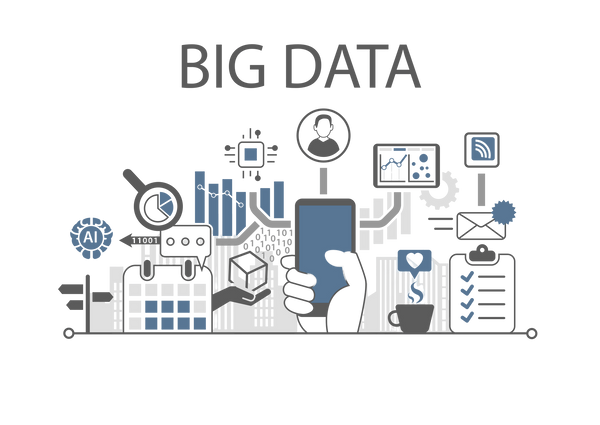 BIG DATA
AI
11001